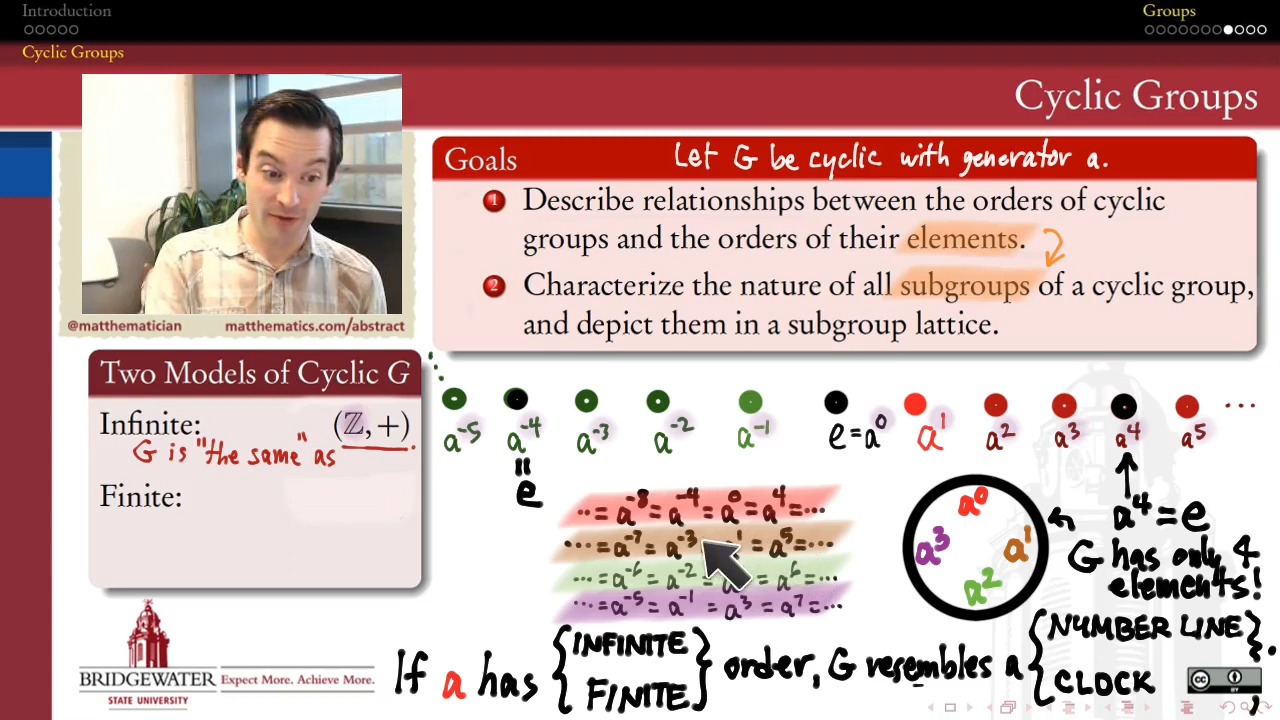 Introduction
Groups
Cyclic Groups
Cyclic Groups
@matthematician matthematics.com/abstract
Goals Let G be cyclic with generator a.
1 Describe relationships between the orders of cyclic
groups and the orders of their elements.
2 Characterize the nature of all subgroups of a cyclic group,
and depict them in a subgroup lattice.
Two Models of Cyclic G
Infinite: (ℤ, +)
G is "the same" as
Finite:
a⁻⁵ a⁻⁴ a⁻³ a⁻² a⁻¹ e = a⁰ a¹ a² a³ a⁴ a⁵ ...
=
e
... = a⁻⁸ = a⁻⁴ = a⁰ = a⁴ = ...
... = a⁻⁷ = a⁻³ ¹ = a⁵ = ...
... = a⁻⁶ = a⁻² = a⁶ = ...
... = a⁻⁵ = a⁻¹ = a³ = a⁷ = ...
a⁰
a³ a¹
a²
a⁴ = e
G has only 4
elements!
If a has { INFINITE FINITE } order, G resembles a { NUMBER LINE CLOCK }.
BRIDGEWATER
STATE UNIVERSITY
Expect More. Achieve More.
CC BY